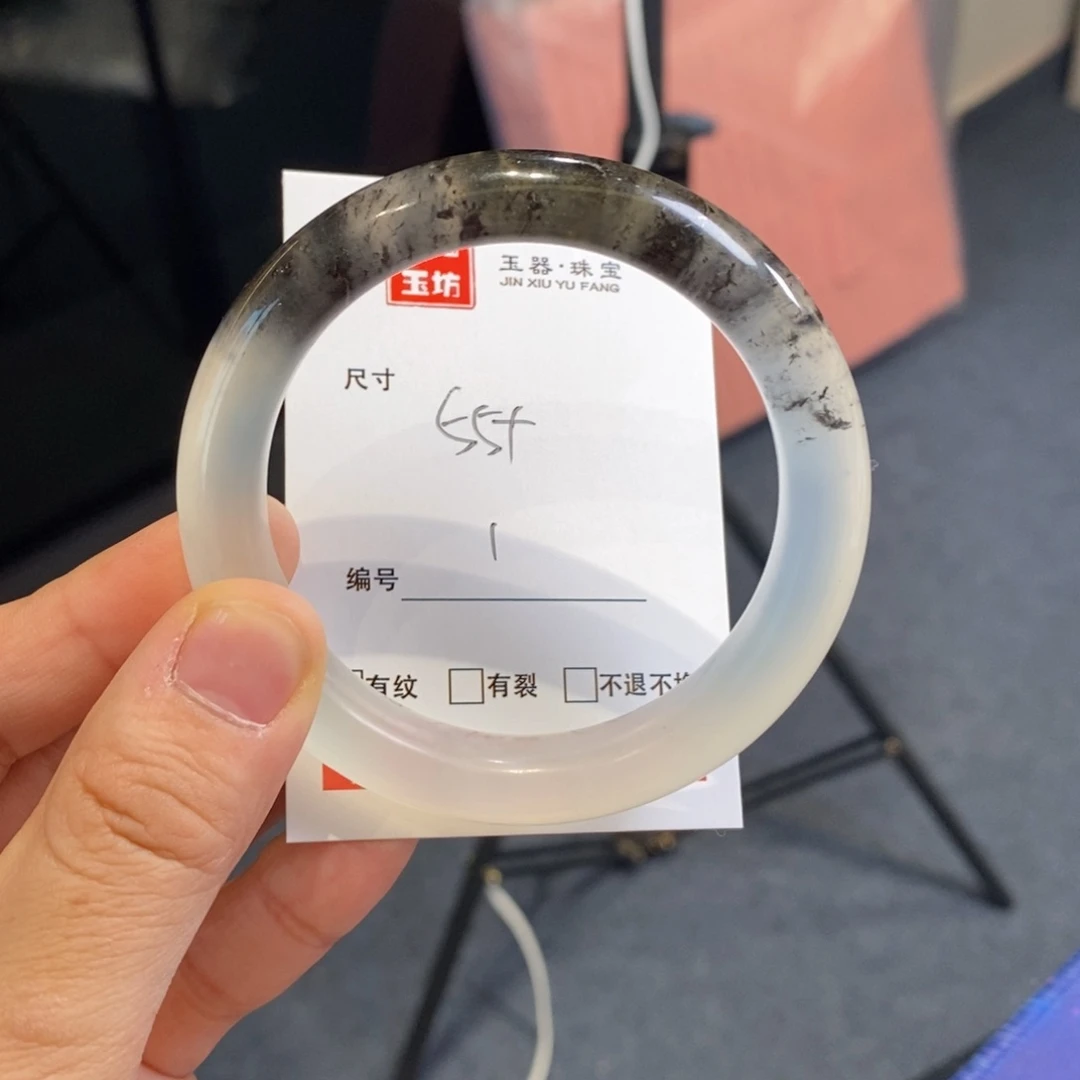 玉坊
玉器·珠宝
JIN XIU YU FANG
尺寸
55+
1
编号
有纹 有裂 不退不